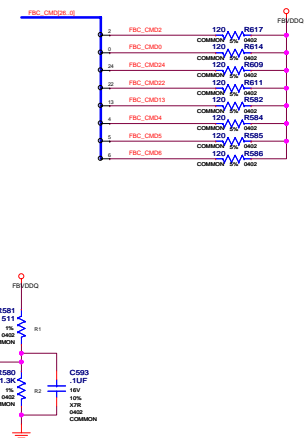 FBC_CMD[26..0]
FBVDDQ
2 FBC_CMD2 120 R617
COMMON 5% 0402
0 FBC_CMD0 120 R614
COMMON 5% 0402
24 FBC_CMD24 120 R609
COMMON 5% 0402
22 FBC_CMD22 120 R611
COMMON 5% 0402
13 FBC_CMD13 120 R582
COMMON 5% 0402
4 FBC_CMD4 120 R584
COMMON 5% 0402
5 FBC_CMD5 120 R585
COMMON 5% 0402
6 FBC_CMD6 120 R586
COMMON 5% 0402
FBVDDQ
R581
511
1% R1
0402
COMMON
R580
1.3K
1% R2
0402
COMMON
C593
.1UF
16V
10%
X7R
0402
COMMON